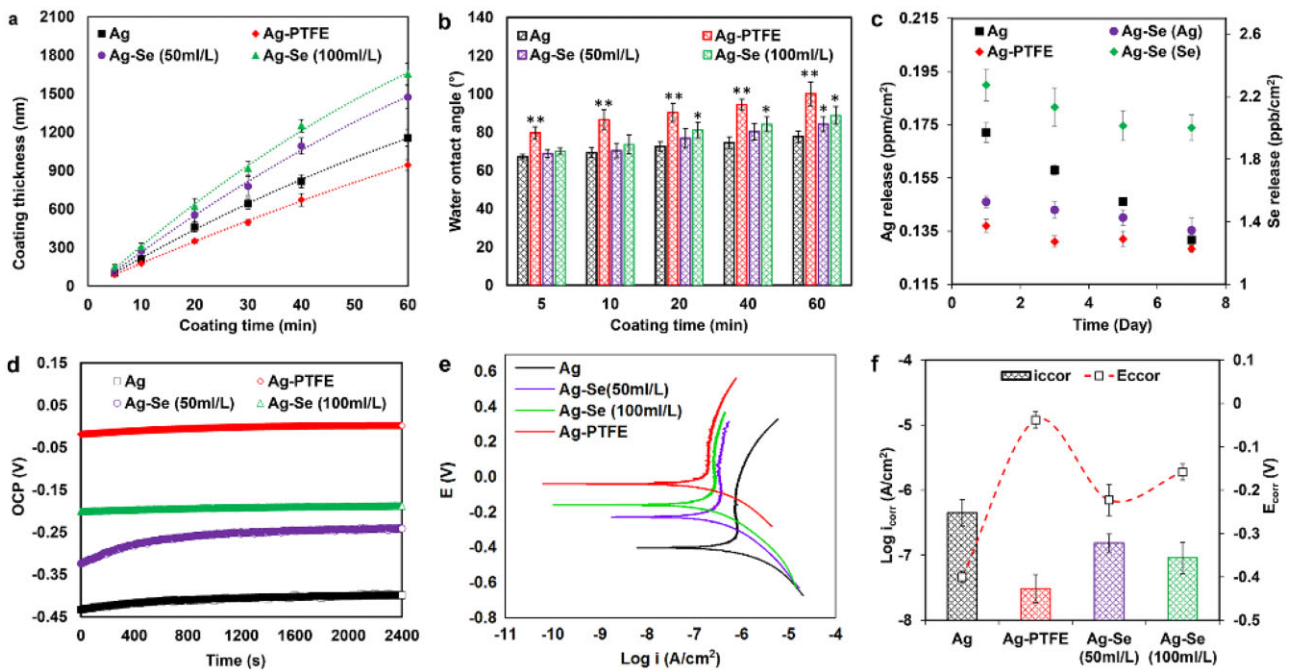 a
2100
1800
1500
1200
900
600
300
0
Coating thickness (nm)
Ag
Ag-PTFE
Ag-Se (50ml/L)
Ag-Se (100ml/L)
0 10 20 30 40 50 60
Coating time (min)
b
140
120
100
80
60
40
20
0
Water ontact angle (°)
Ag
Ag-PTFE
Ag-Se (50ml/L)
Ag-Se (100ml/L)
**
**
**
*
**
*
**
*
*
5 10 20 40 60
Coating time (min)
c
0.215
0.195
0.175
0.155
0.135
0.115
Ag release (ppm/cm²)
Ag
Ag-Se (Ag)
Ag-PTFE
Ag-Se (Se)
2.6
2.2
1.8
1.4
1
Se release (ppb/cm²)
0 2 4 6 8
Time (Day)
d
0.15
0.05
-0.05
-0.15
-0.25
-0.35
-0.45
OCP (V)
Ag
Ag-PTFE
Ag-Se (50ml/L)
Ag-Se (100ml/L)
0 400 800 1200 1600 2000 2400
Time (s)
e
0.6
0.4
0.2
0.0
-0.2
-0.4
-0.6
-0.8
E (V)
Ag
Ag-Se(50ml/L)
Ag-Se (100ml/L)
Ag-PTFE
-11 -10 -9 -8 -7 -6 -5 -4
Log i (A/cm²)
f
-4
-5
-6
-7
-8
Log icorr (A/cm²)
iccor
Eccor
0.1
0
-0.1
-0.2
-0.3
-0.4
-0.5
Ecorr (V)
Ag Ag-PTFE Ag-Se Ag-Se
(50ml/L) (100ml/L)